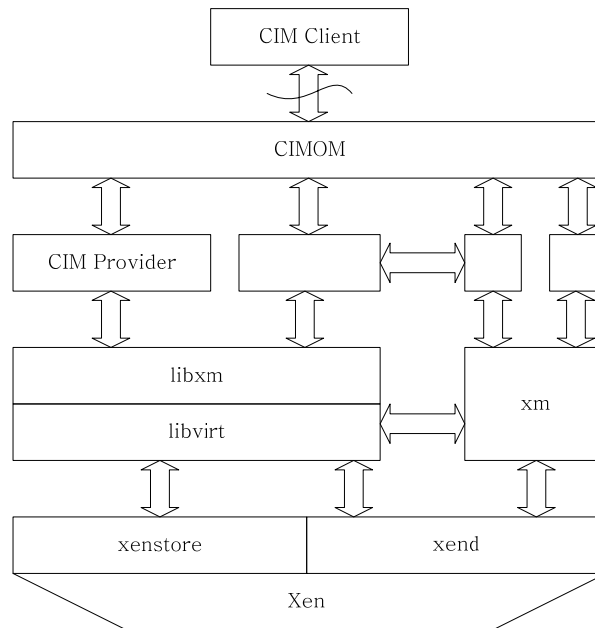 CIM Client
CIMOM
CIM Provider
libxm
xm
libvirt
xenstore
xend
Xen